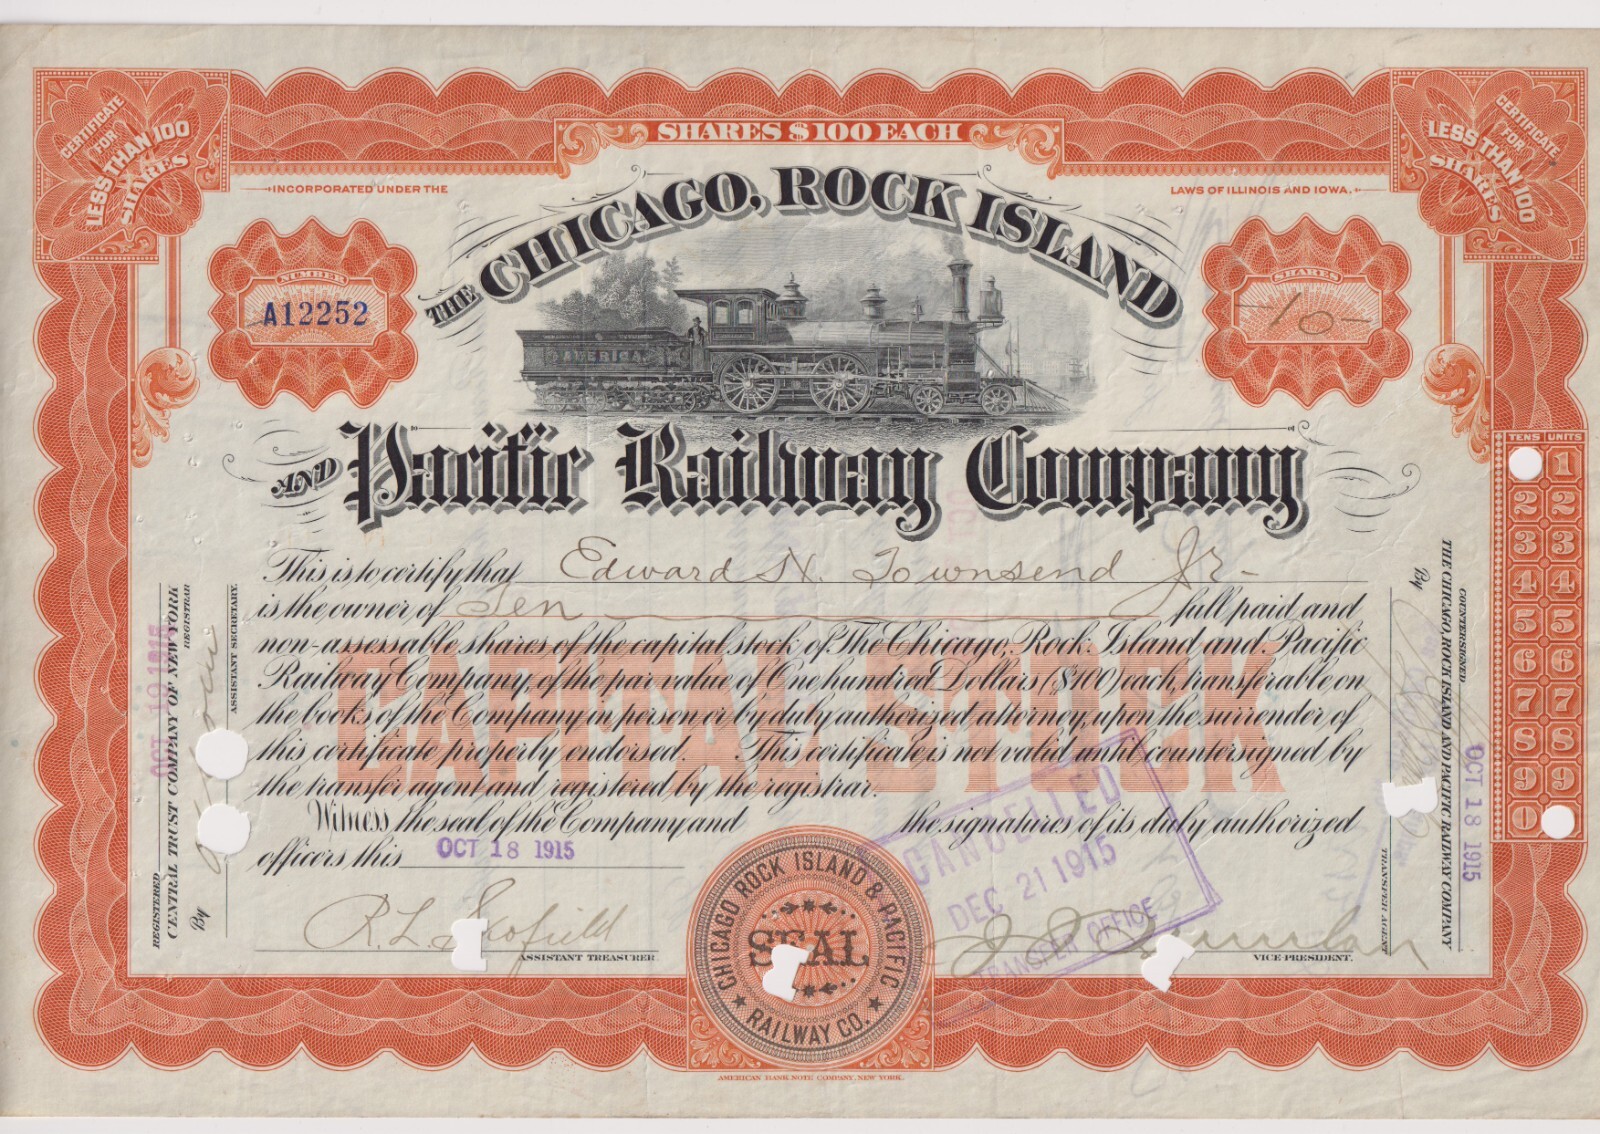 SHARES $100 EACH
CERTIFICATE
FOR
LESS THAN 100
SHARES
CERTIFICATE
FOR
LESS THAN 100
SHARES
INCORPORATED UNDER THE
LAWS OF ILLINOIS AND IOWA.
THE CHICAGO, ROCK ISLAND
NUMBER
A12252
SHARES
-10-
AMERICA.
AND Pacific Railway Company
TENS UNITS
1
2 2
3 3
4 4
5 5
6 6
7 7
8 8
9 9
0
This is to certify that Edward N. Townsend Jr-
is the owner of Ten full paid and
non-assessable shares of the capital stock of The Chicago, Rock Island and Pacific
Railway Company, of the par value of One hundred Dollars ($100) each, transferable on
the books of the Company in person or by duly authorized attorney, upon the surrender of
this certificate properly endorsed. This certificate is not valid until countersigned by
the transfer agent and registered by the registrar.
CAPITAL STOCK
Witness the seal of the Company and the signatures of its duly authorized
officers this OCT 18 1915
R. L. Scofield
ASSISTANT TREASURER
CHICAGO ROCK ISLAND & PACIFIC
SEAL
RAILWAY CO.
CANCELLED
DEC 21 1915
TRANSFER OFFICE
VICE-PRESIDENT.
REGISTERED
OCT 19 1915
CENTRAL TRUST COMPANY OF NEW YORK
REGISTRAR
By
ASSISTANT SECRETARY.
COUNTERSIGNED
THE CHICAGO, ROCK ISLAND AND PACIFIC RAILWAY COMPANY
By
OCT 18 1915
TRANSFER AGENT
AMERICAN BANK NOTE COMPANY, NEW YORK.